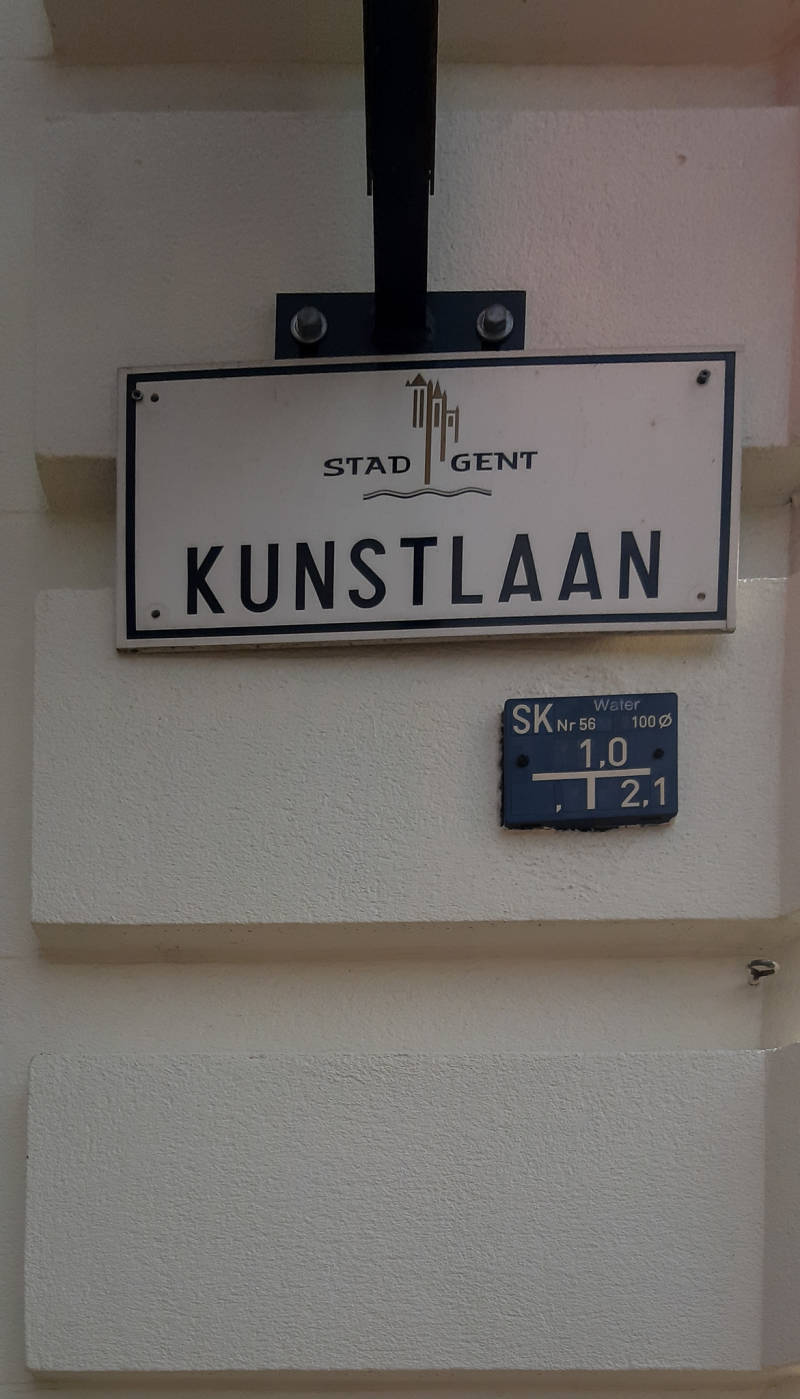 STAD GENT
KUNSTLAAN
Water
SK Nr 56 100 Ø
1,0
, 2,1